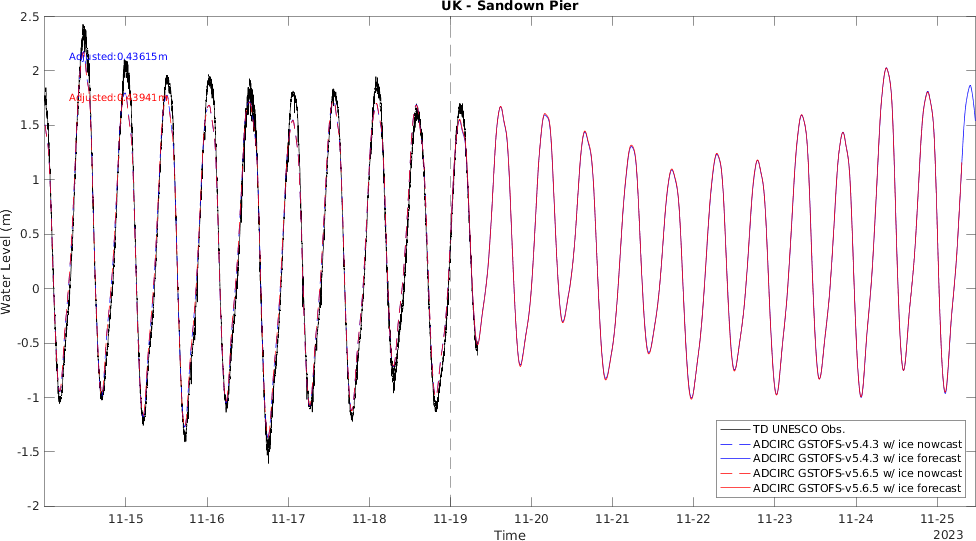 UK - Sandown Pier
2.5
2
1.5
1
0.5
0
-0.5
-1
-1.5
-2
Water Level (m)
Adjusted:0.43615m
Adjusted:0.43941m
TD UNESCO Obs.
ADCIRC GSTOFS-v5.4.3 w/ ice nowcast
ADCIRC GSTOFS-v5.4.3 w/ ice forecast
ADCIRC GSTOFS-v5.6.5 w/ ice nowcast
ADCIRC GSTOFS-v5.6.5 w/ ice forecast
11-15 11-16 11-17 11-18 11-19 11-20 11-21 11-22 11-23 11-24 11-25
Time
2023